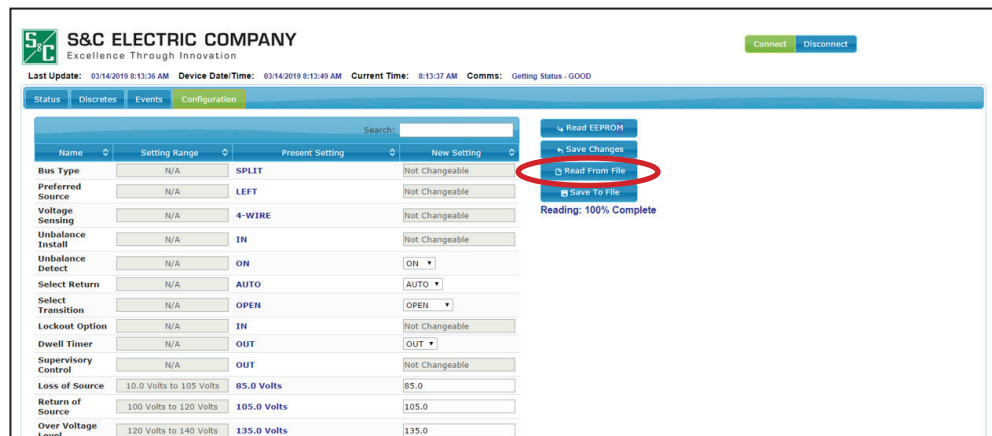 S&C S&C ELECTRIC COMPANY
Excellence Through Innovation
Connect Disconnect
Last Update: 03/14/2019 8:13:36 AM Device Date/Time: 03/14/2019 8:13:49 AM Current Time: 8:13:37 AM Comms: Getting Status - GOOD
Status Discretes Events Configuration
Search:
Name Setting Range Present Setting New Setting
Bus Type N/A SPLIT Not Changeable
Preferred
Source N/A LEFT Not Changeable
Voltage
Sensing N/A 4-WIRE Not Changeable
Unbalance
Install N/A IN Not Changeable
Unbalance
Detect N/A ON ON
Select Return N/A AUTO AUTO
Select
Transition N/A OPEN OPEN
Lockout Option N/A IN Not Changeable
Dwell Timer N/A OUT OUT
Supervisory
Control N/A OUT Not Changeable
Loss of Source 10.0 Volts to 105 Volts 85.0 Volts 85.0
Return of
Source 100 Volts to 120 Volts 105.0 Volts 105.0
Over Voltage
Level 120 Volts to 140 Volts 135.0 Volts 135.0
Read EEPROM
Save Changes
Read From File
Save To File
Reading: 100% Complete